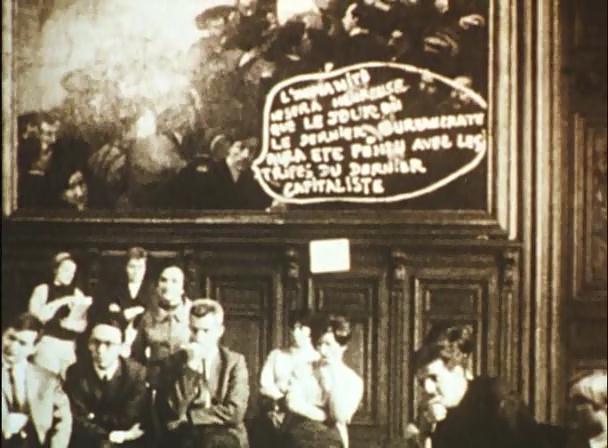 L'HUMANITÉ
NE SERA HEUREUSE
QUE LE JOUR OÙ
LE DERNIER BUREAUCRATE
AURA ETE PENDU AVEC LES
TRIPES DU DERNIER
CAPITALISTE